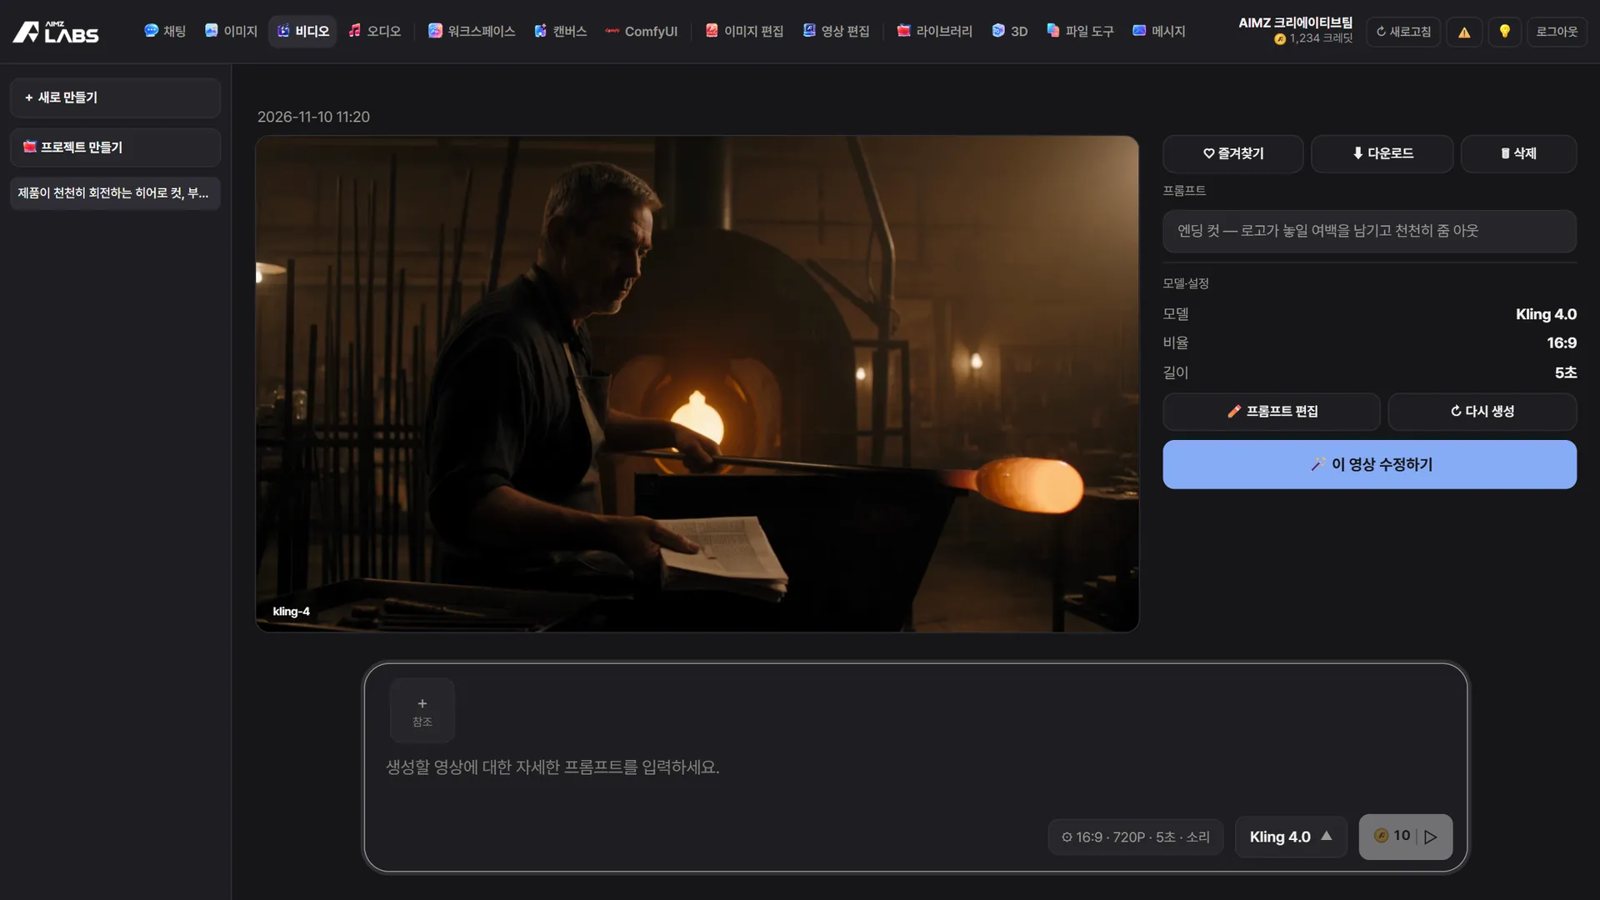 AIMZ
LABS
채팅
이미지
비디오
오디오
워크스페이스
캔버스
ComfyUI
이미지 편집
영상 편집
라이브러리
3D
파일 도구
메시지
AIMZ 크리에이티브팀
1,234 크레딧
새로고침
로그아웃
+ 새로 만들기
프로젝트 만들기
제품이 천천히 회전하는 히어로 컷, 부...
2026-11-10 11:20
kling-4
즐겨찾기
다운로드
삭제
프롬프트
엔딩 컷 — 로고가 놓일 여백을 남기고 천천히 줌 아웃
모델·설정
모델 Kling 4.0
비율 16:9
길이 5초
프롬프트 편집
다시 생성
이 영상 수정하기
+
참조
생성할 영상에 대한 자세한 프롬프트를 입력하세요.
16:9 · 720P · 5초 · 소리
Kling 4.0
10